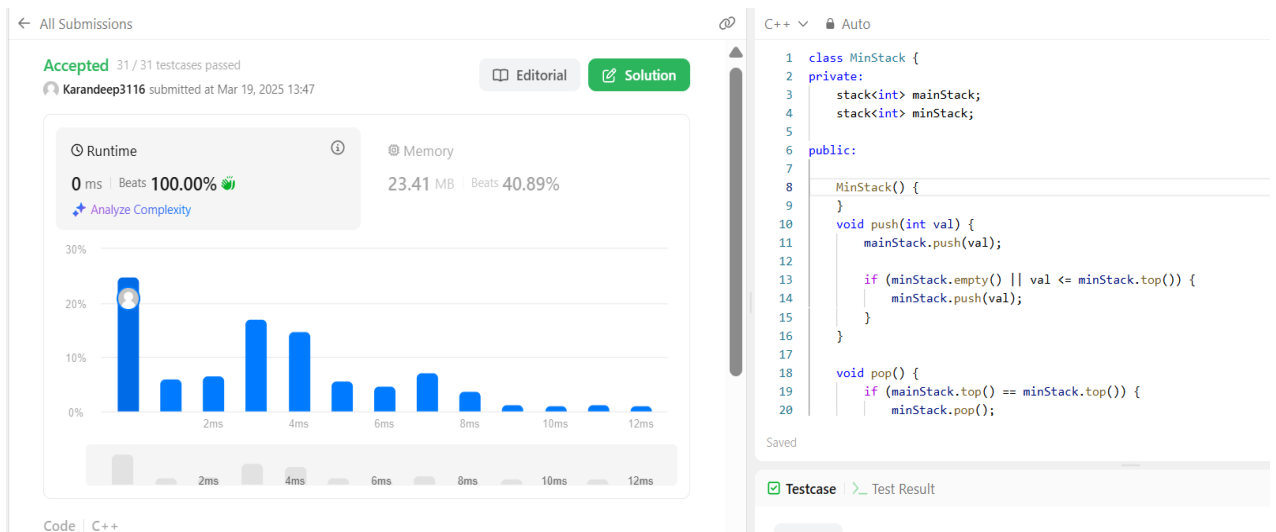 ← All Submissions
Accepted 31 / 31 testcases passed
Karandeep3116 submitted at Mar 19, 2025 13:47
Editorial
Solution
Runtime
0 ms Beats 100.00%
Analyze Complexity
Memory
23.41 MB Beats 40.89%
30%
20%
10%
0%
2ms 4ms 6ms 8ms 10ms 12ms
2ms 4ms 6ms 8ms 10ms 12ms
Code C++
C++ Auto
1 class MinStack {
2 private:
3     stack<int> mainStack;
4     stack<int> minStack;
5
6 public:
7
8     MinStack() {
9     }
10     void push(int val) {
11         mainStack.push(val);
12
13         if (minStack.empty() || val <= minStack.top()) {
14             minStack.push(val);
15         }
16     }
17
18     void pop() {
19         if (mainStack.top() == minStack.top()) {
20             minStack.pop();
Saved
Testcase >_ Test Result